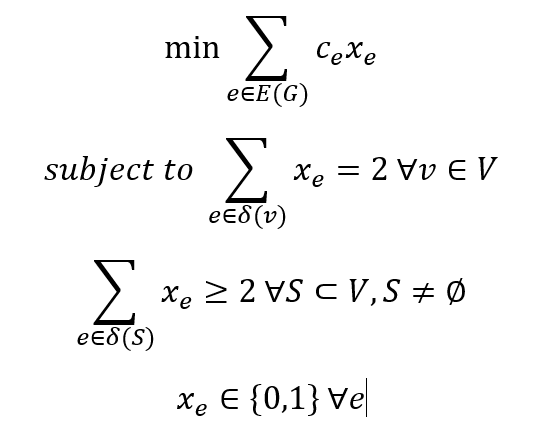 min ∑_{e∈E(G)} c_e x_e
subject to ∑_{e∈δ(v)} x_e = 2 ∀v ∈ V
∑_{e∈δ(S)} x_e ≥ 2 ∀S ⊂ V, S ≠ ∅
x_e ∈ {0,1} ∀e